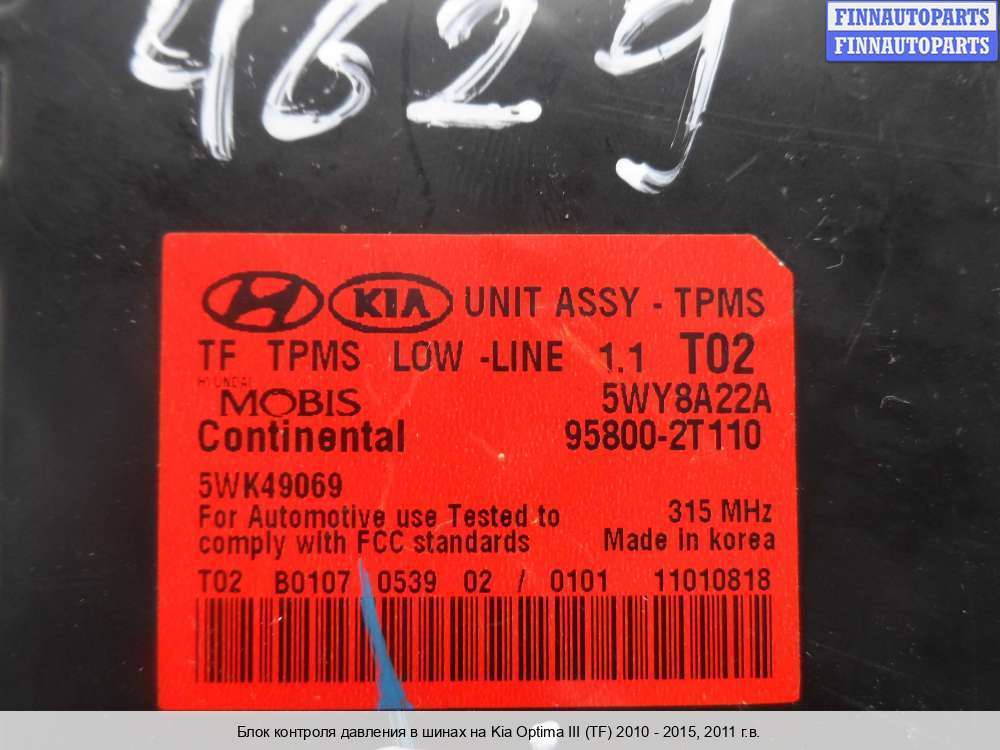 FINNAUTOPARTS
FINNAUTOPARTS
4629
KIA UNIT ASSY - TPMS
TF TPMS LOW -LINE 1.1 T02
HYUNDAI
MOBIS 5WY8A22A
Continental 95800-2T110
5WK49069
For Automotive use Tested to 315 MHz
comply with FCC standards Made in korea
T02 B0107 0539 02 / 0101 11010818
Блок контроля давления в шинах на Kia Optima III (TF) 2010 - 2015, 2011 г.в.